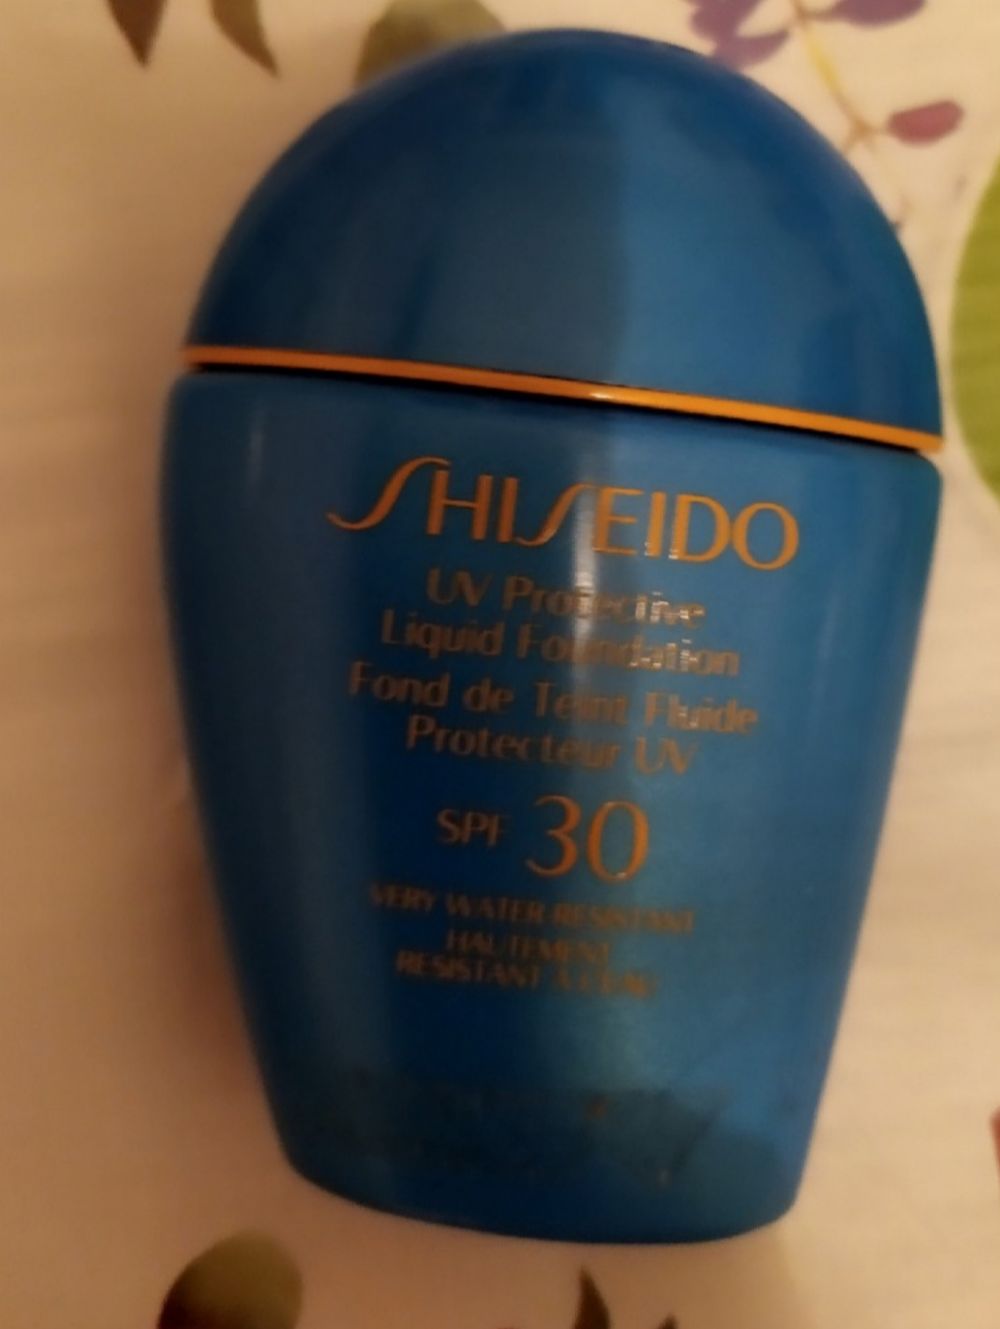 SHISEIDO
UV Protective
Liquid Foundation
Fond de Teint Fluide
Protecteur UV
SPF 30
VERY WATER-RESISTANT
HAUTEMENT
RESISTANT A L'EAU